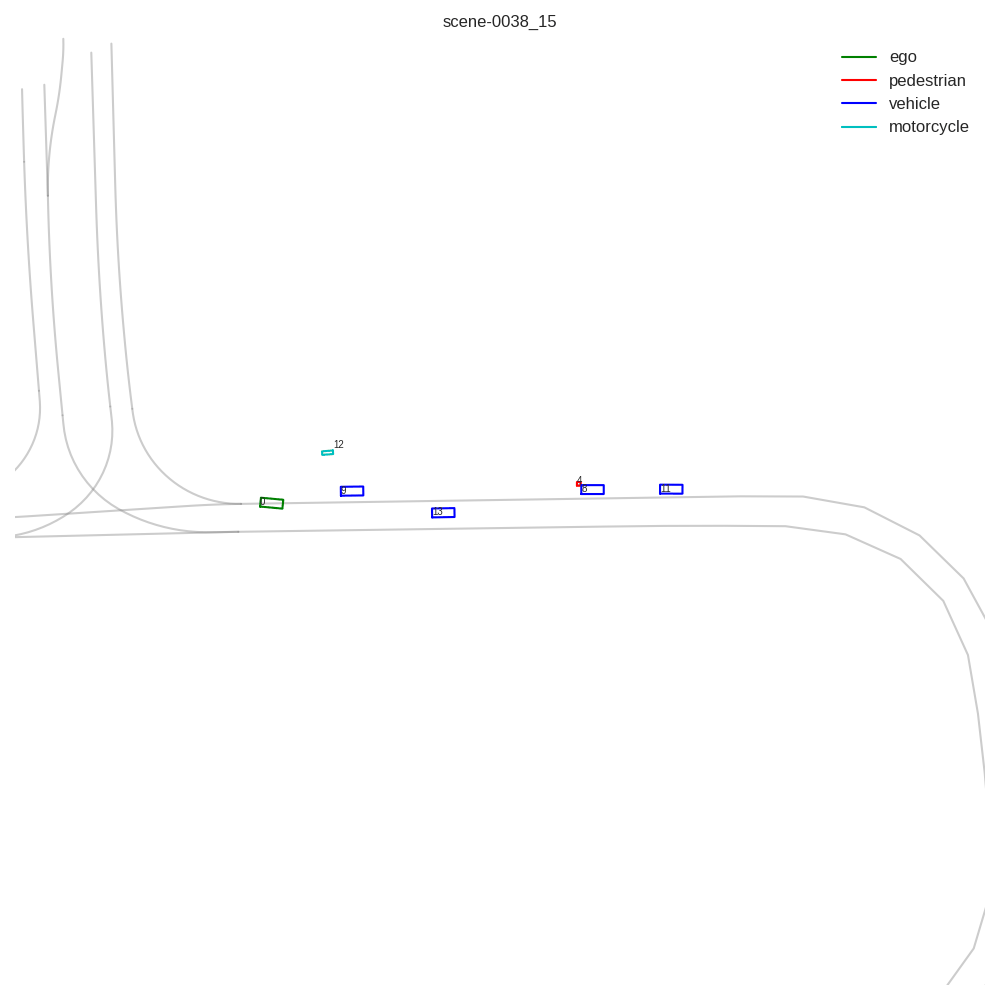 scene-0038_15
ego
pedestrian
vehicle
motorcycle
12
4
9
8
11
0
13